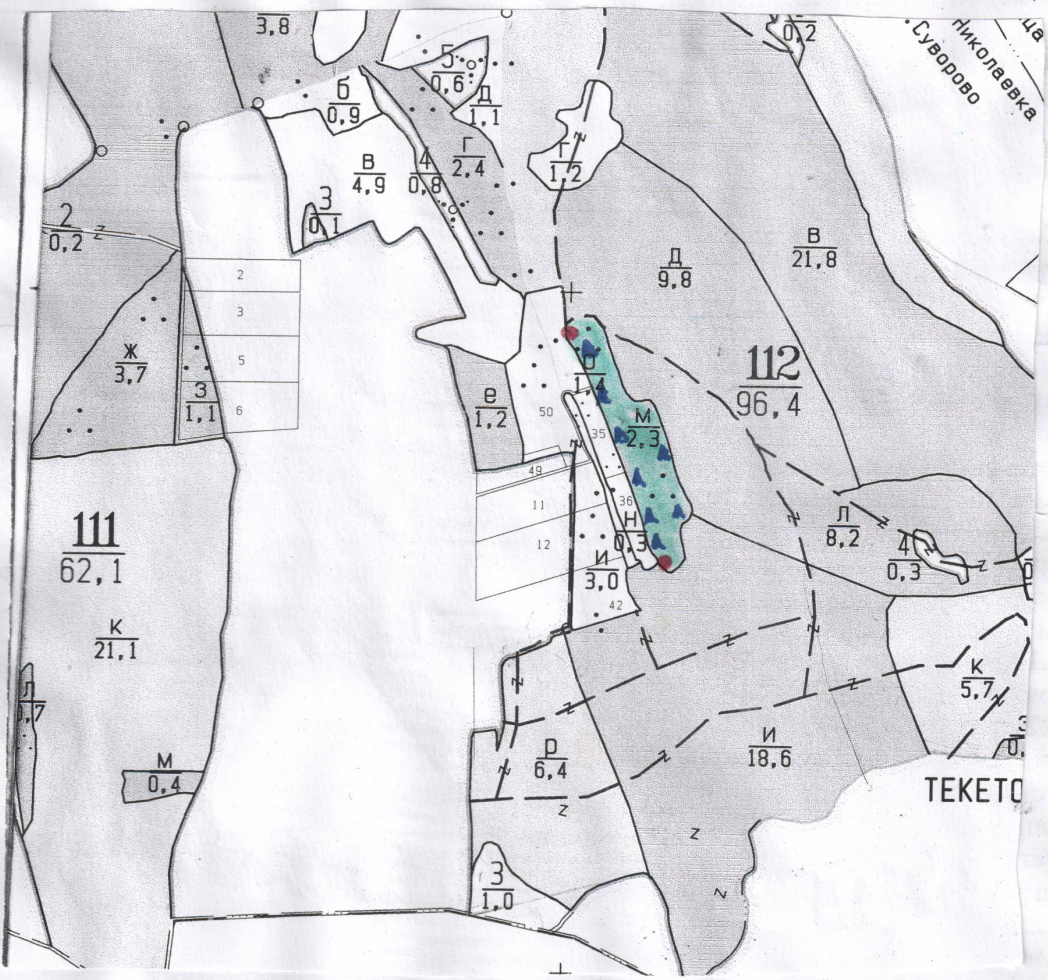 3,8
0,2
ца
Николаевка
Суворово
5
0,6
Д
1,1
б
0,9
В
4,9
4
0,8
Г
2,4
Г
1,2
З
0,1
2
0,2
z
z
Д
9,8
В
21,8
2
3
5
6
Ж
3,7
З
1,1
112
96,4
О
1,4
е
1,2
50
35
М
2,3
49
11
12
36
Н
0,3
И
3,0
42
111
62,1
Л
8,2
4
0,3
К
21,1
К
5,7
Л
М
0,4
Р
6,4
И
18,6
ТЕКЕТО
З
1,0